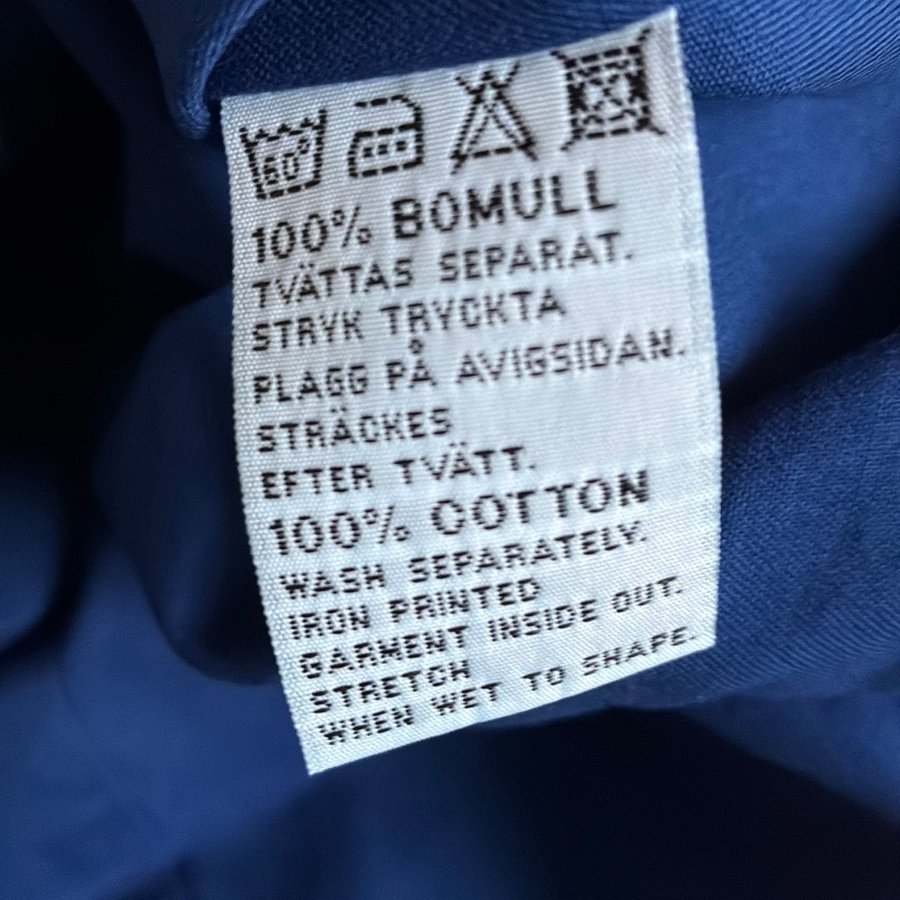 60°
100% BOMULL
TVÄTTAS SEPARAT.
STRYK TRYCKTA
PLAGG PÅ AVIGSIDAN.
STRÄCKES
EFTER TVÄTT.
100% COTTON
WASH SEPARATELY.
IRON PRINTED
GARMENT INSIDE OUT.
STRETCH
WHEN WET TO SHAPE.